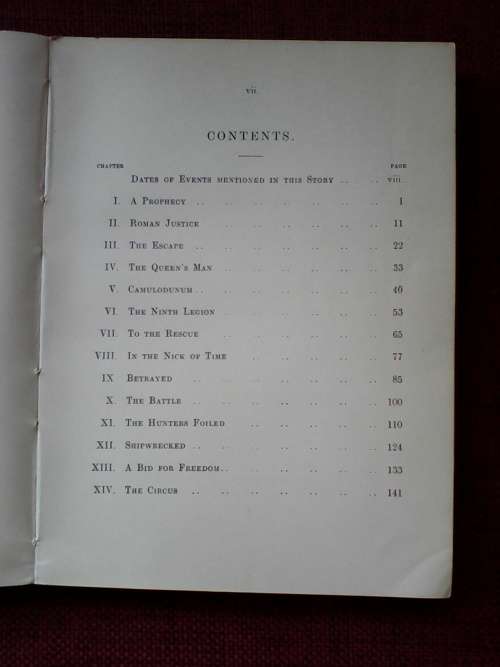 vii.
CONTENTS.
CHAPTER PAGE
DATES OF EVENTS MENTIONED IN THIS STORY .. .. viii.
I. A PROPHECY .. .. .. .. .. .. .. 1
II. ROMAN JUSTICE .. .. .. .. .. .. 11
III. THE ESCAPE .. .. .. .. .. .. .. 22
IV. THE QUEEN'S MAN .. .. .. .. .. .. 33
V. CAMULODUNUM .. .. .. .. .. .. .. 40
VI. THE NINTH LEGION .. .. .. .. .. .. 53
VII. TO THE RESCUE .. .. .. .. .. .. 65
VIII. IN THE NICK OF TIME .. .. .. .. .. 77
IX BETRAYED .. .. .. .. .. .. .. 85
X. THE BATTLE .. .. .. .. .. .. .. 100
XI. THE HUNTERS FOILED .. .. .. .. .. 110
XII. SHIPWRECKED .. .. .. .. .. .. .. 124
XIII. A BID FOR FREEDOM .. .. .. .. .. .. 133
XIV. THE CIRCUS .. .. .. .. .. .. .. 141